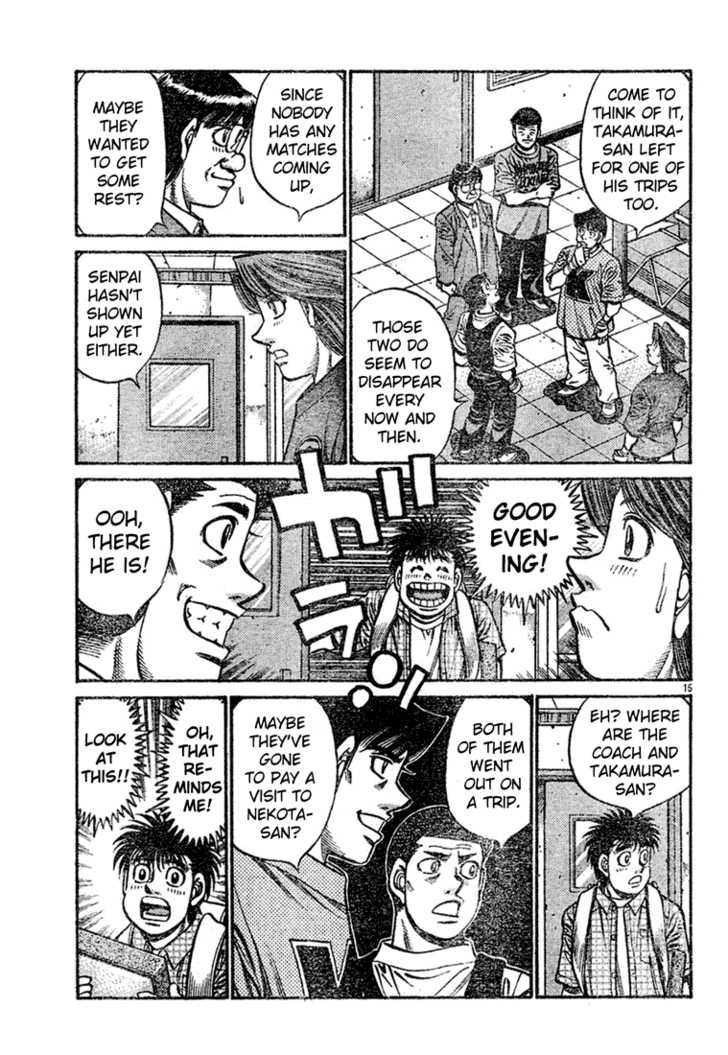 COME TO
THINK OF IT,
TAKAMURA-
SAN LEFT
FOR ONE OF
HIS TRIPS
TOO.
THOSE
TWO DO
SEEM TO
DISAPPEAR
EVERY
NOW AND
THEN.
SINCE
NOBODY
HAS ANY
MATCHES
COMING
UP,
MAYBE
THEY
WANTED
TO GET
SOME
REST?
SENPAI
HASN'T
SHOWN
UP YET
EITHER.
GOOD
EVEN-
ING!
ガラッ
OOH,
THERE
HE IS!
15
EH? WHERE
ARE THE
COACH AND
TAKAMURA-
SAN?
BOTH
OF THEM
WENT
OUT ON
A TRIP.
MAYBE
THEY'VE
GONE
TO PAY A
VISIT TO
NEKOTA-
SAN?
OH,
THAT
RE-
MINDS
ME!
LOOK
AT
THIS!!